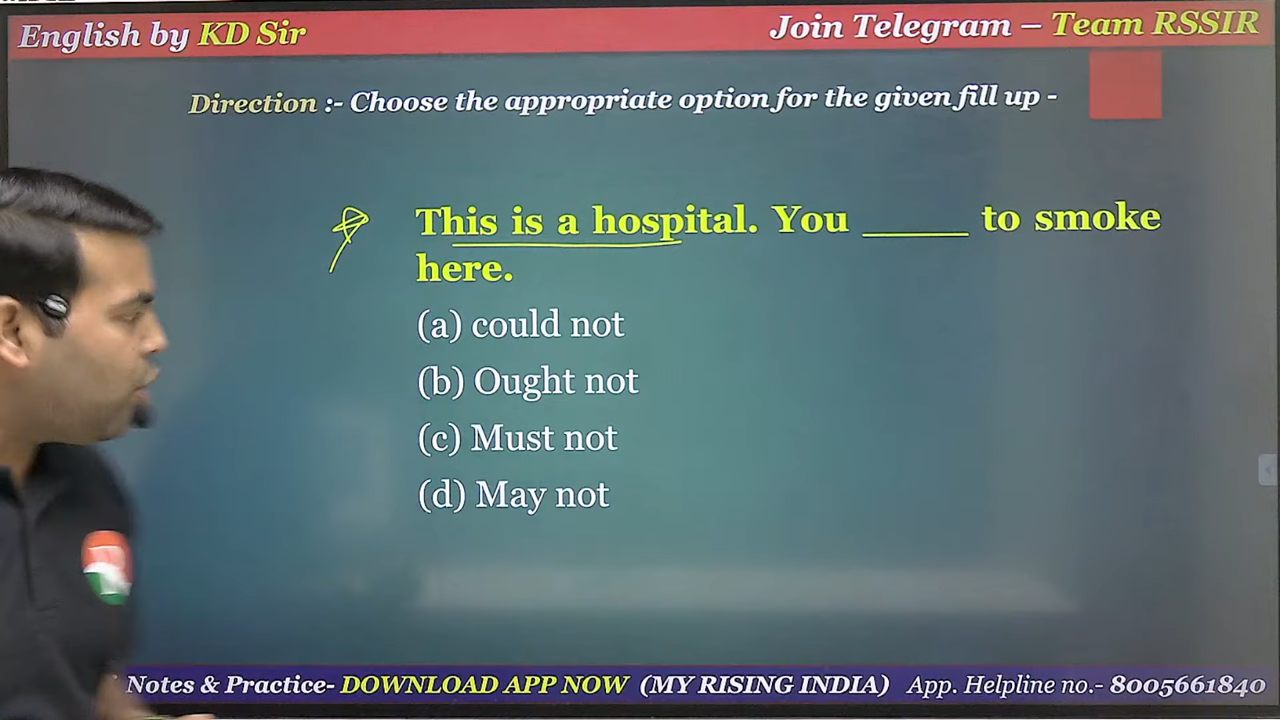 English by KD Sir
Join Telegram – Team RSSIR
Direction :- Choose the appropriate option for the given fill up -
This is a hospital. You ______ to smoke
here.
(a) could not
(b) Ought not
(c) Must not
(d) May not
Notes & Practice- DOWNLOAD APP NOW (MY RISING INDIA) App. Helpline no.- 8005661840